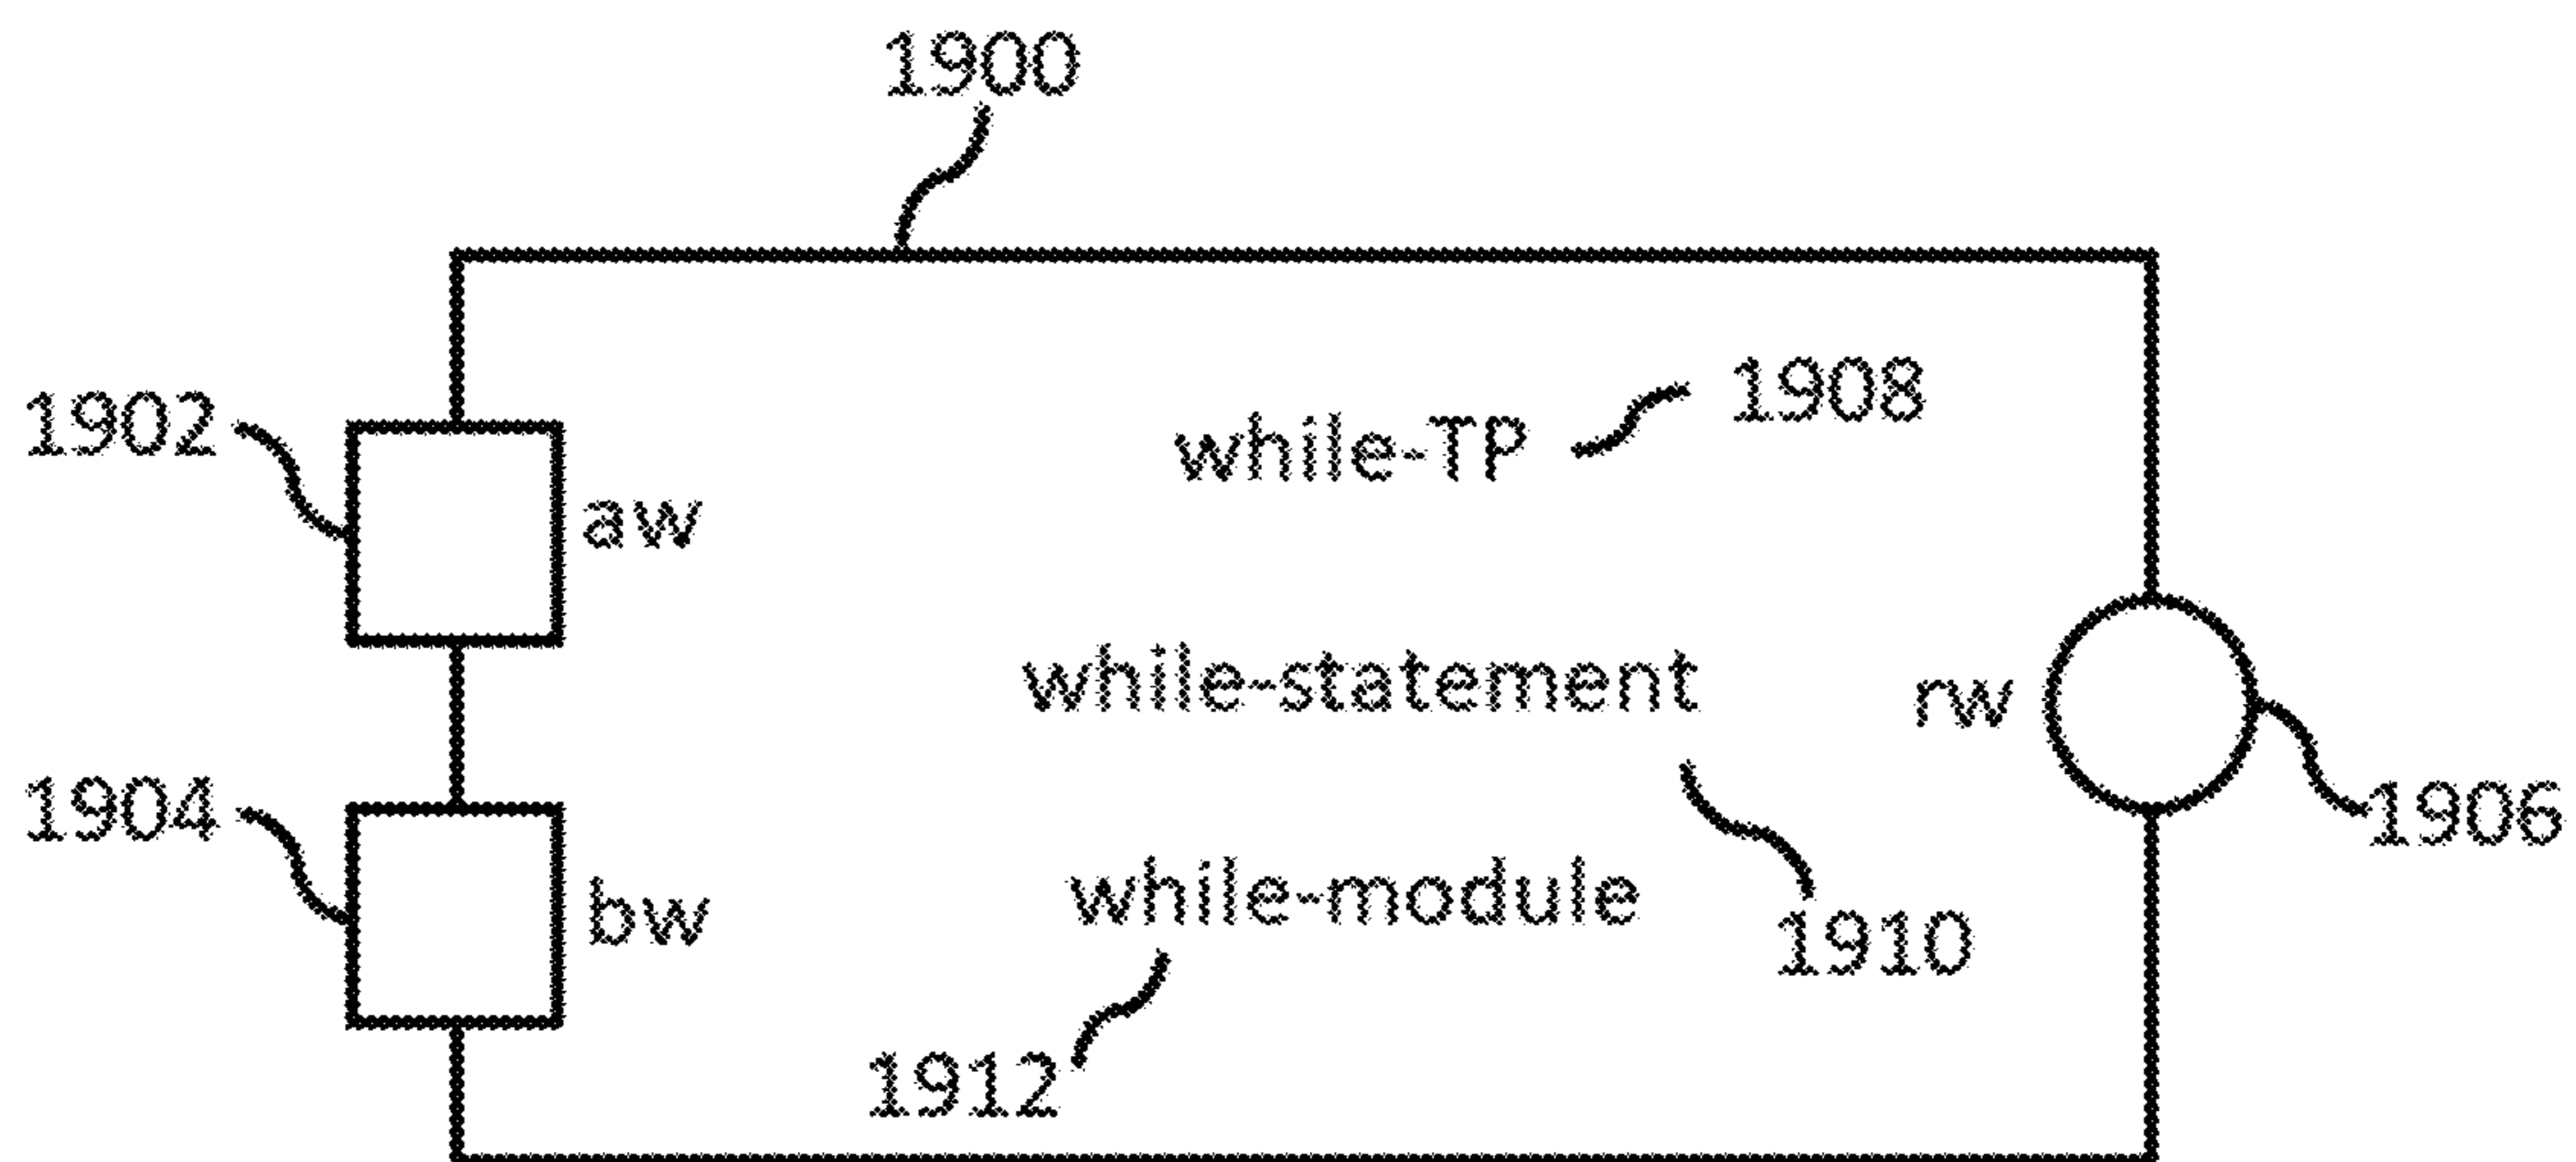 1900
1908
1902
while-TP
aw
while-statement
rw
1904
1906
while-module
bw
1910
1912